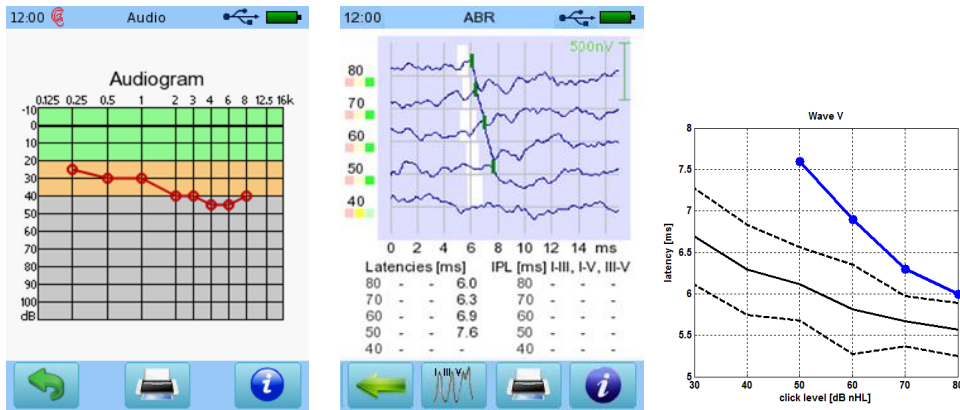 12:00 Audio
Audiogram
0.125 0.25 0.5 1 2 3 4 6 8 12.5 16k
-10
0
10
20
30
40
50
60
70
80
90
100
dB
12:00 ABR
500nV
80
70
60
50
40
0 2 4 6 8 10 12 14 ms
Latencies [ms] IPL [ms] I-III, I-V, III-V
80 - - 6.0 80 - - -
70 - - 6.3 70 - - -
60 - - 6.9 60 - - -
50 - - 7.6 50 - - -
40 - - - 40 - - -
I III V
i
i
Wave V
latency [ms]
8
7.5
7
6.5
6
5.5
5
30 40 50 60 70 80
click level [dB nHL]